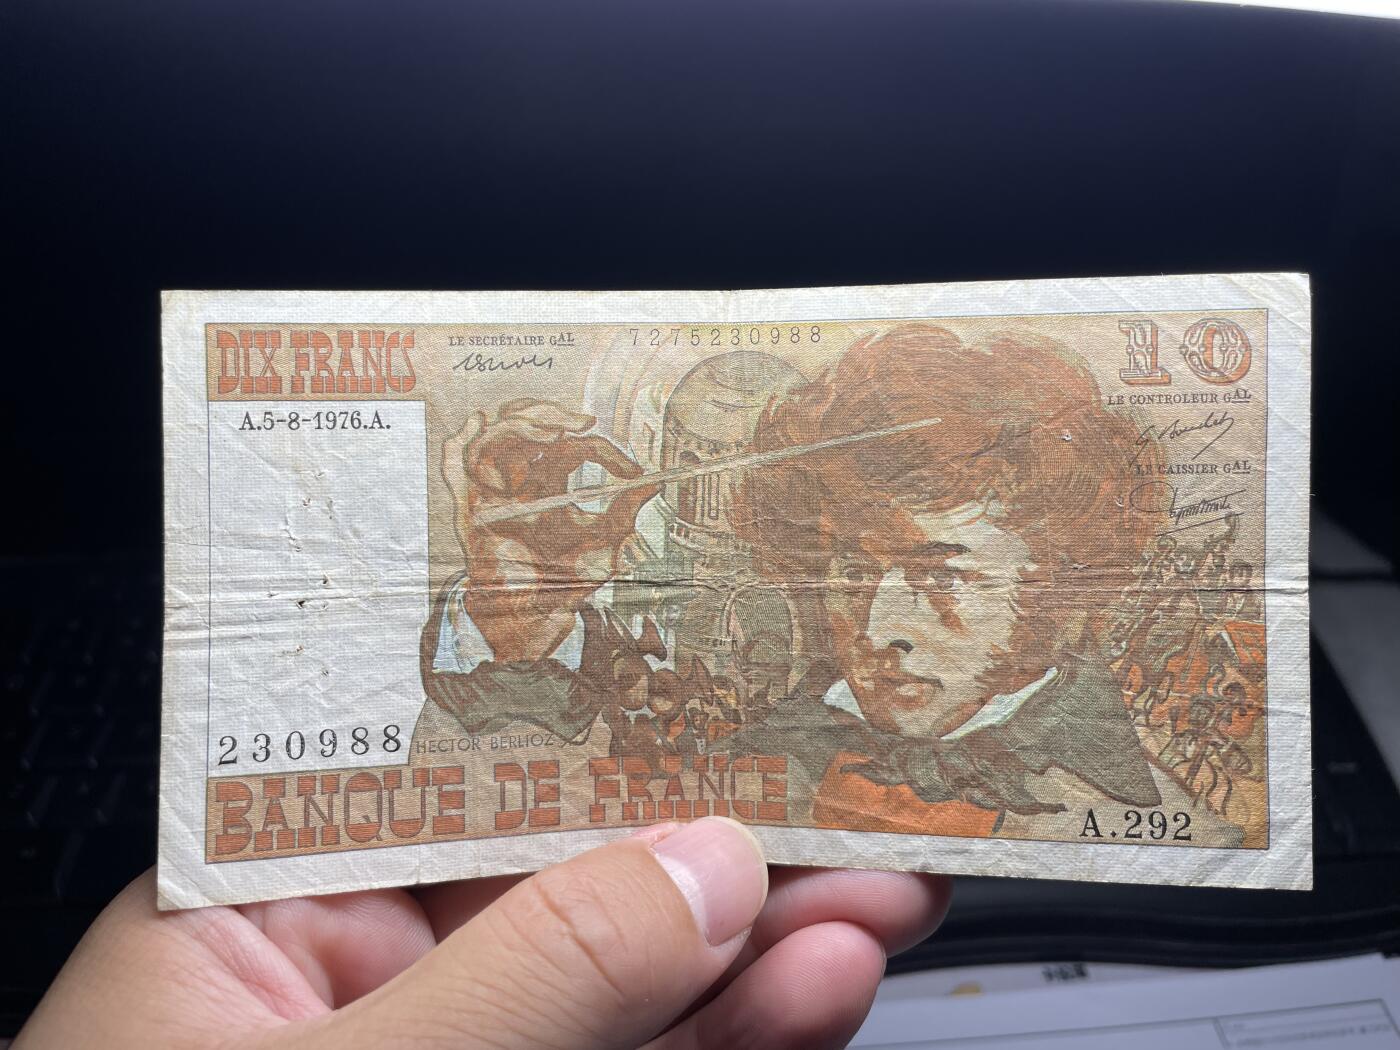 DIX FRANCS
LE SECRÉTAIRE GAL
7275230988
10
A.5-8-1976.A.
LE CONTROLEUR GAL
LE CAISSIER GAL
230988
HECTOR BERLIOZ
BANQUE DE FRANCE
A.292